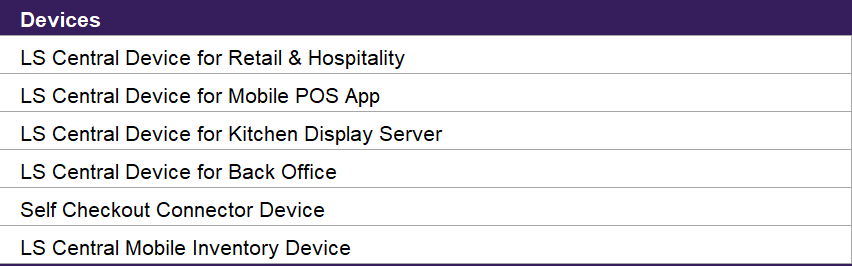 Devices
LS Central Device for Retail & Hospitality
LS Central Device for Mobile POS App
LS Central Device for Kitchen Display Server
LS Central Device for Back Office
Self Checkout Connector Device
LS Central Mobile Inventory Device